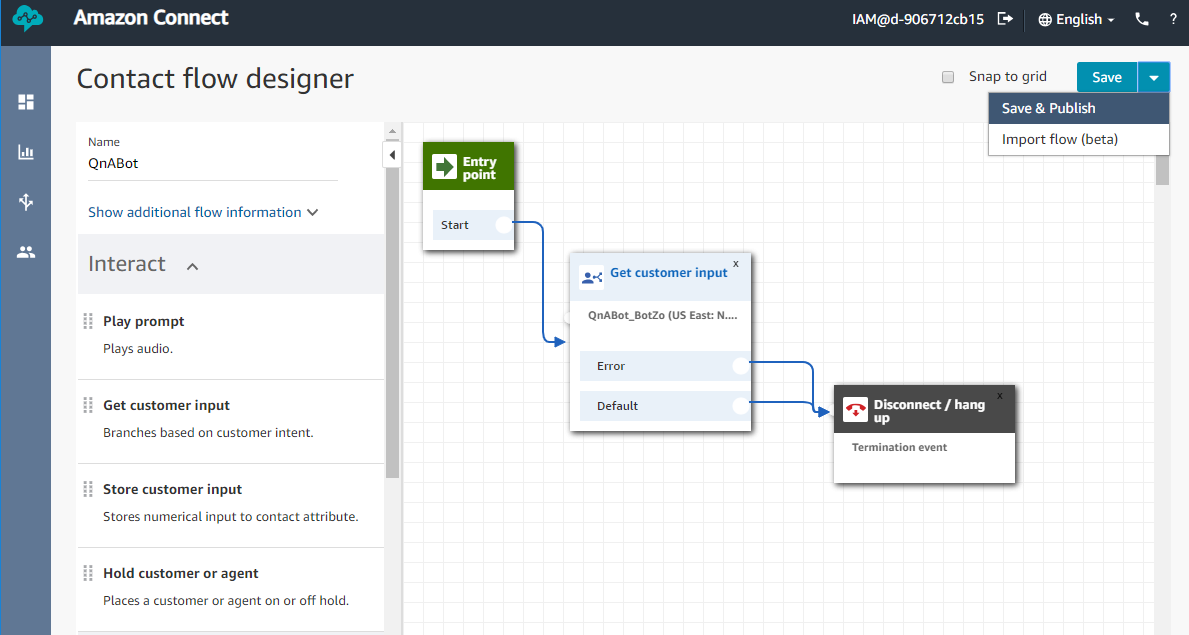 Amazon Connect
IAM@d-906712cb15
English
?
Contact flow designer
Snap to grid
Save
Save & Publish
Import flow (beta)
Name
QnABot
Show additional flow information
Interact
Play prompt
Plays audio.
Get customer input
Branches based on customer intent.
Store customer input
Stores numerical input to contact attribute.
Hold customer or agent
Places a customer or agent on or off hold.
Entry
point
Start
x
Get customer input
QnABot_BotZo (US East: N....
Error
Default
x
Disconnect / hang
up
Termination event